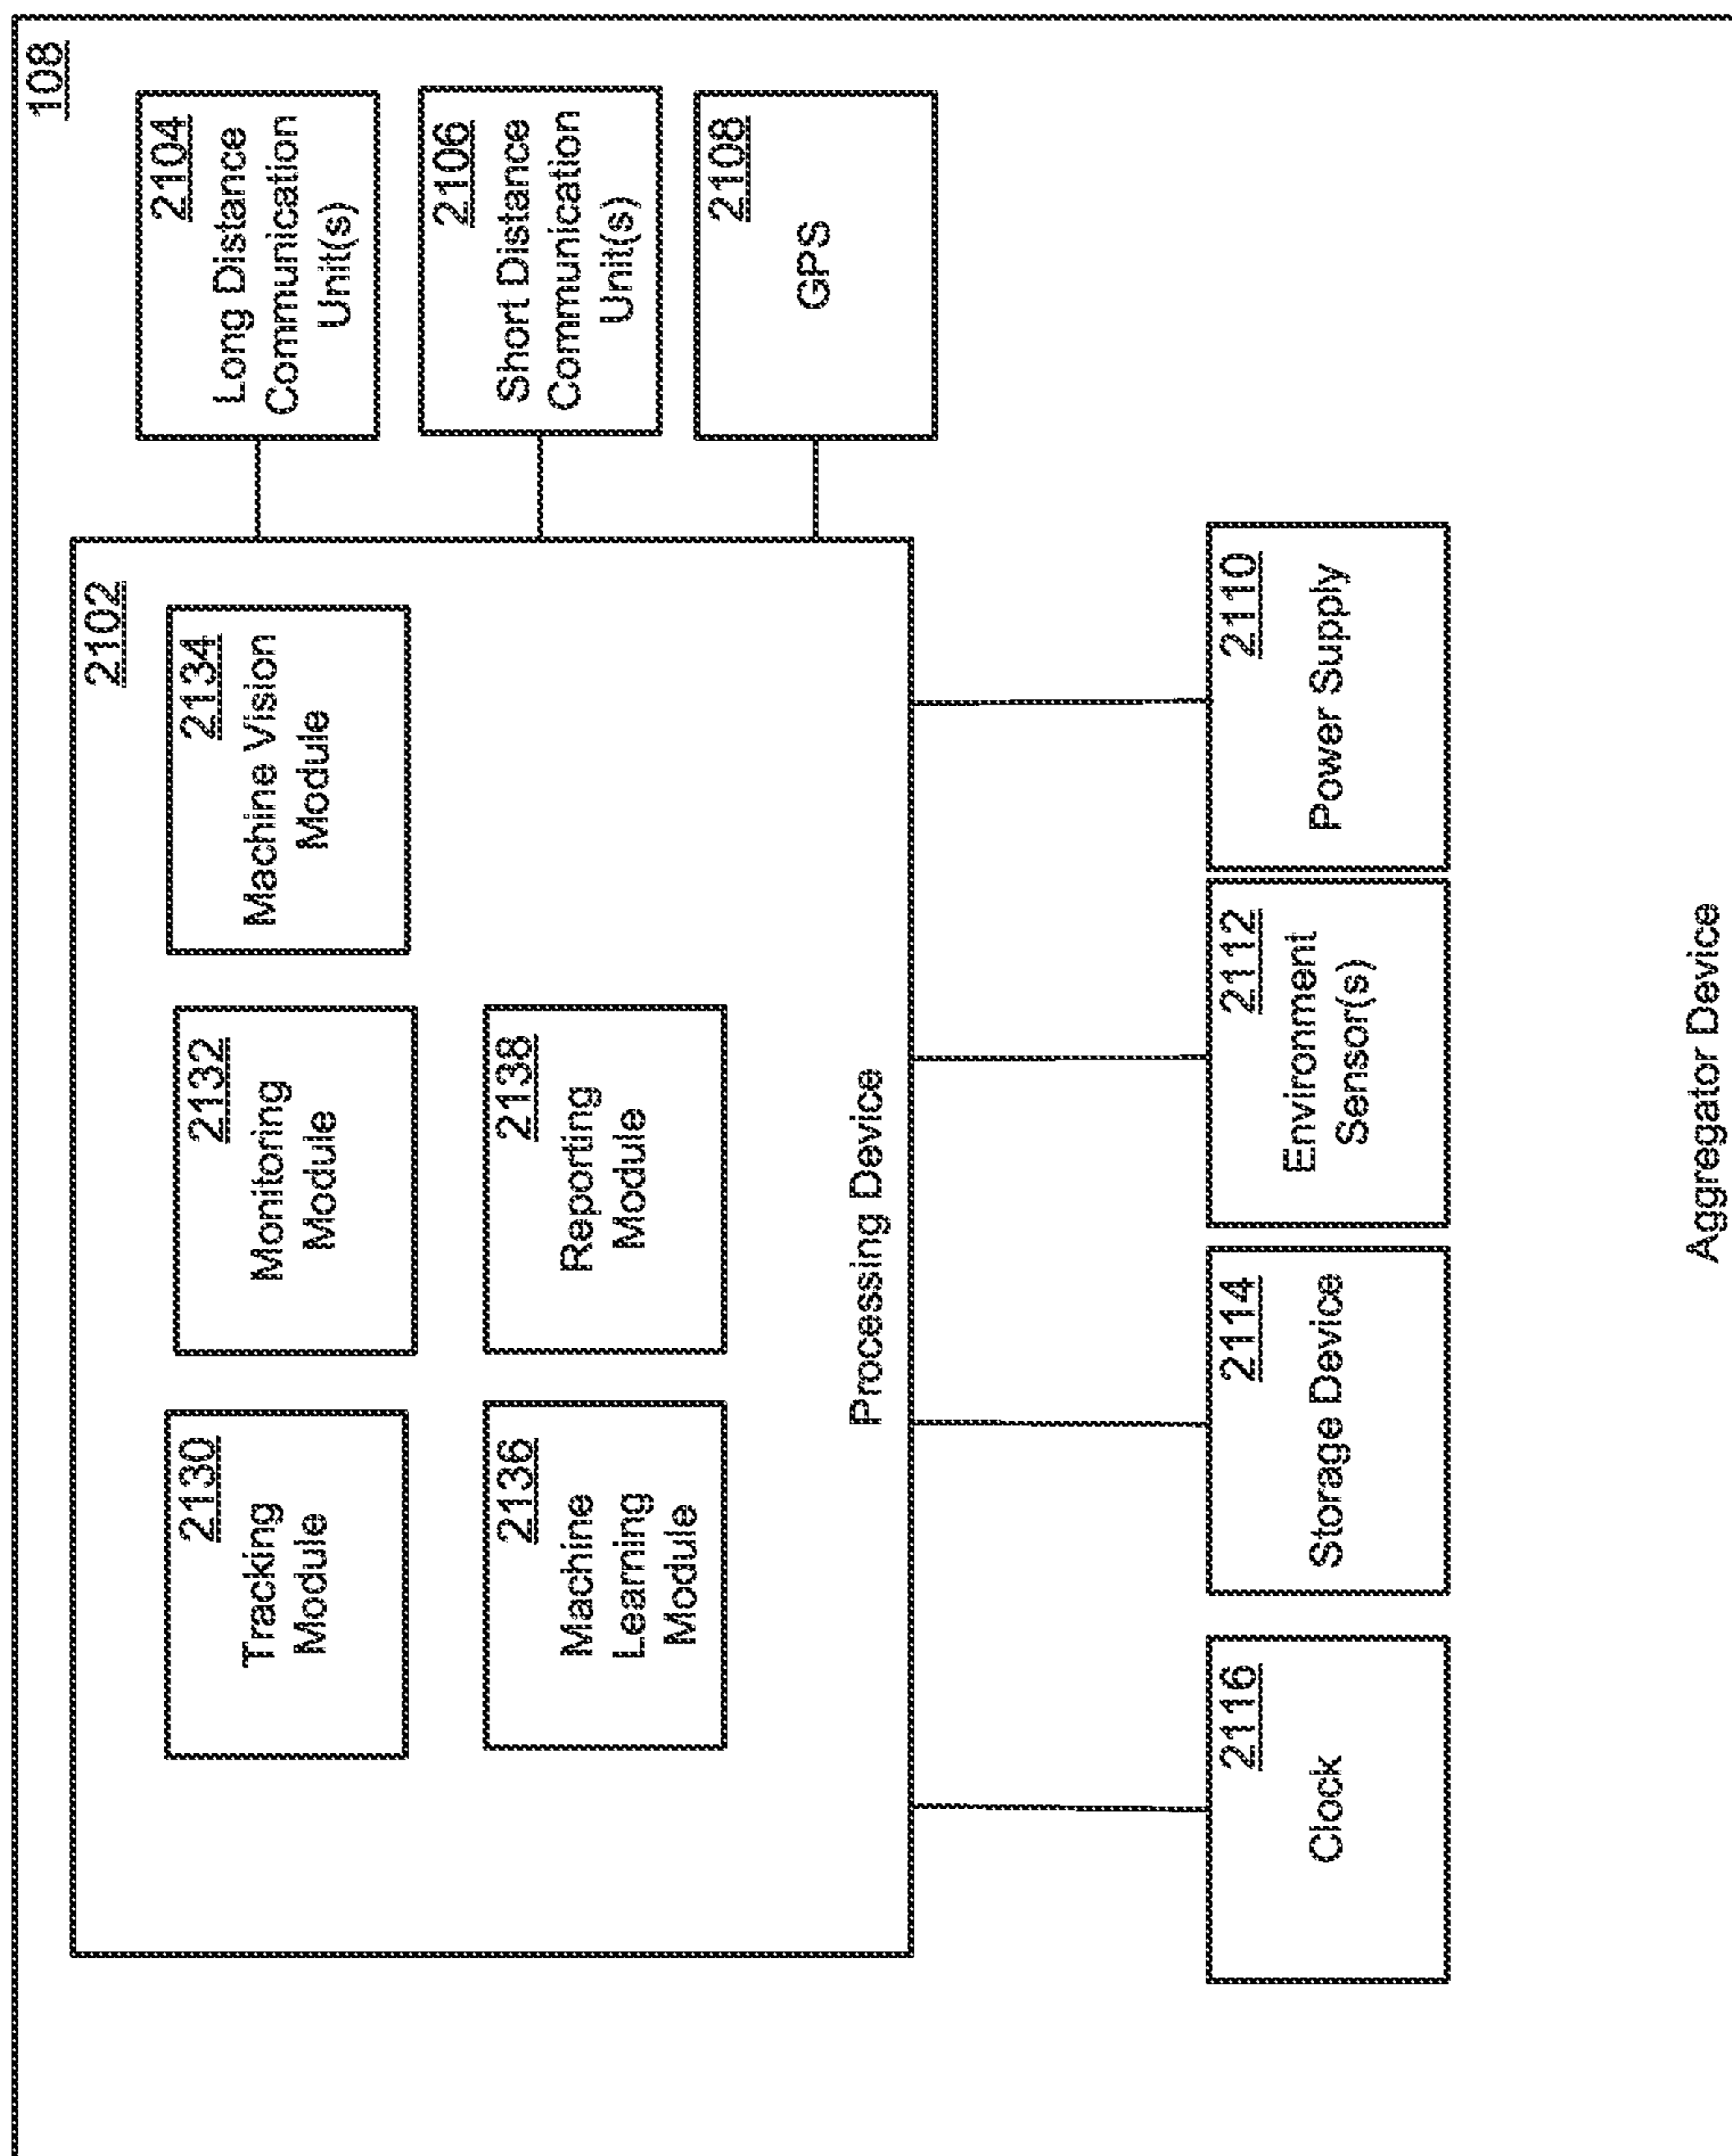 108
2102
2130
Tracking
Module
2132
Monitoring
Module
2134
Machine Vision
Module
2136
Machine
Learning
Module
2138
Reporting
Module
Processing Device
2104
Long Distance
Communication
Unit(s)
2106
Short Distance
Communication
Unit(s)
2108
GPS
2116
Clock
2114
Storage Device
2112
Environment
Sensor(s)
2110
Power Supply
Aggregator Device